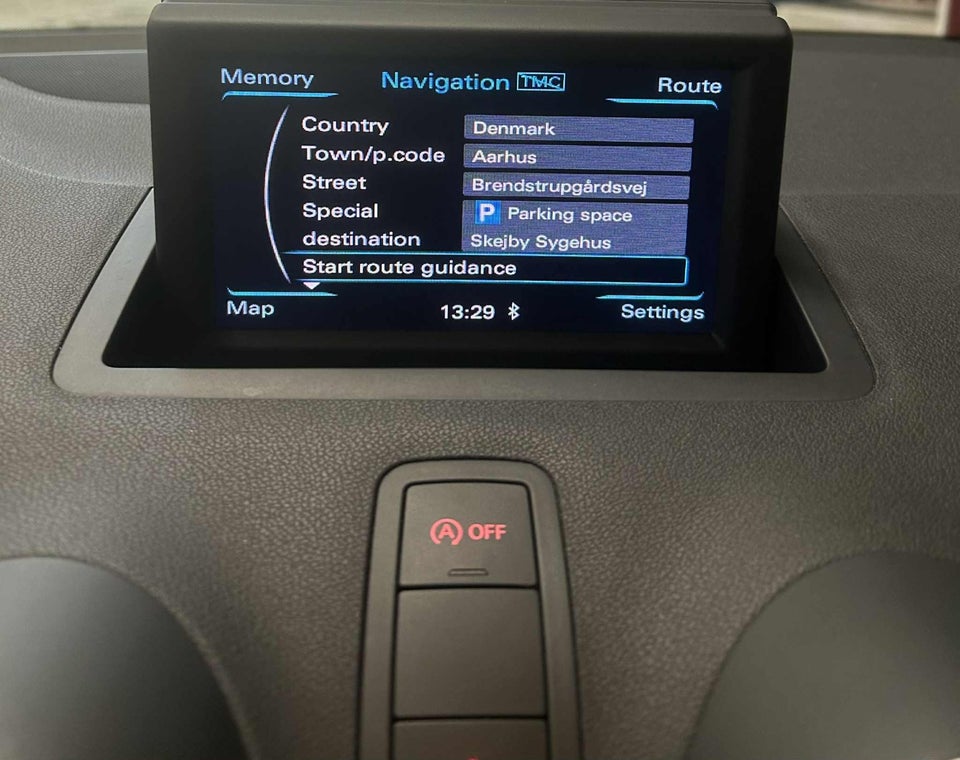 Memory
Navigation TMC
Route
Country Denmark
Town/p.code Aarhus
Street Brendstrupgårdsvej
Special P Parking space
destination Skejby Sygehus
Start route guidance
Map
13:29
Settings
A OFF